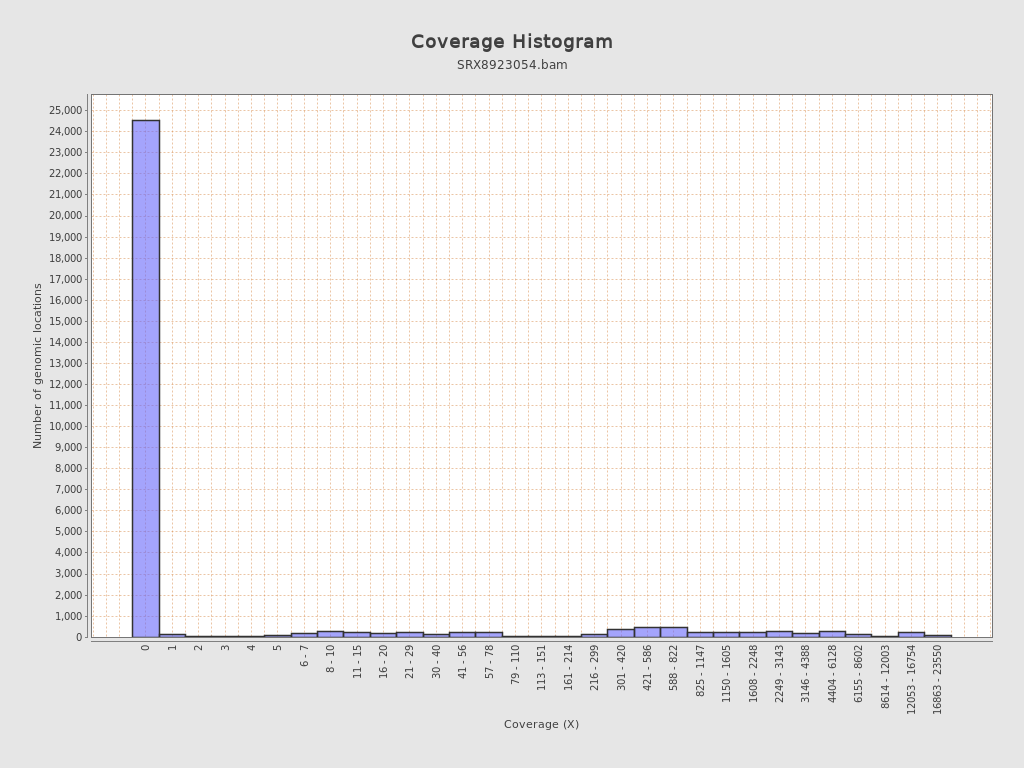 Coverage Histogram
SRX8923054.bam
Number of genomic locations
25,000
24,000
23,000
22,000
21,000
20,000
19,000
18,000
17,000
16,000
15,000
14,000
13,000
12,000
11,000
10,000
9,000
8,000
7,000
6,000
5,000
4,000
3,000
2,000
1,000
0
0
1
2
3
4
5
6 - 7
8 - 10
11 - 15
16 - 20
21 - 29
30 - 40
41 - 56
57 - 78
79 - 110
113 - 151
161 - 214
216 - 299
301 - 420
421 - 586
588 - 822
825 - 1147
1150 - 1605
1608 - 2248
2249 - 3143
3146 - 4388
4404 - 6128
6155 - 8602
8614 - 12003
12053 - 16754
16863 - 23550
Coverage (X)